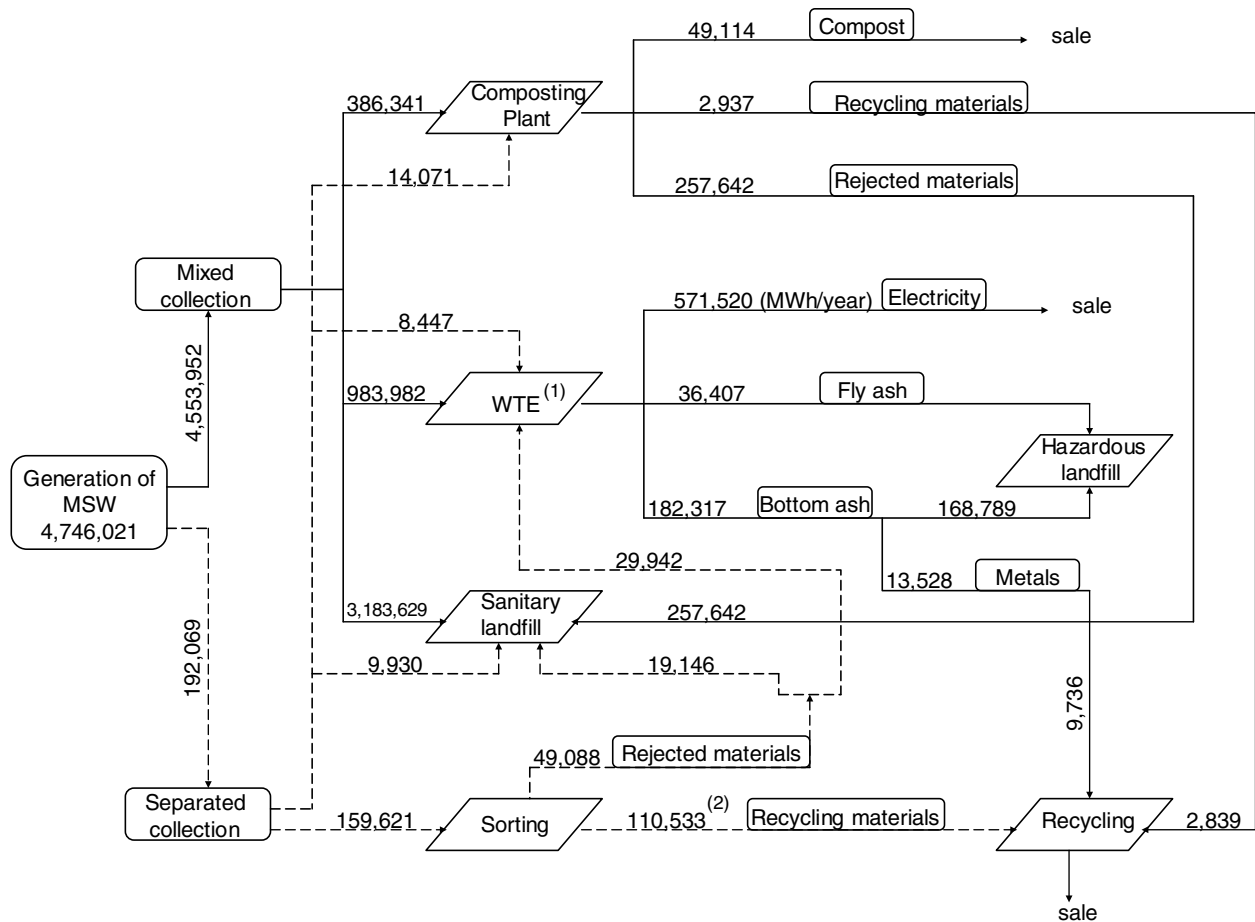 49,114
Compost
sale
386,341
Composting
Plant
2,937
Recycling materials
14,071
257,642
Rejected materials
Mixed
collection
8,447
571,520 (MWh/year)
Electricity
sale
4,553,952
983,982
WTE (1)
36,407
Fly ash
Hazardous
landfill
Generation of
MSW
4,746,021
182,317
Bottom ash
168,789
29,942
13,528
Metals
3,183,629
Sanitary
landfill
257,642
192,069
9,930
19,146
9,736
49,088
Rejected materials
Separated
collection
159,621
Sorting
110,533 (2)
Recycling materials
Recycling
2,839
sale